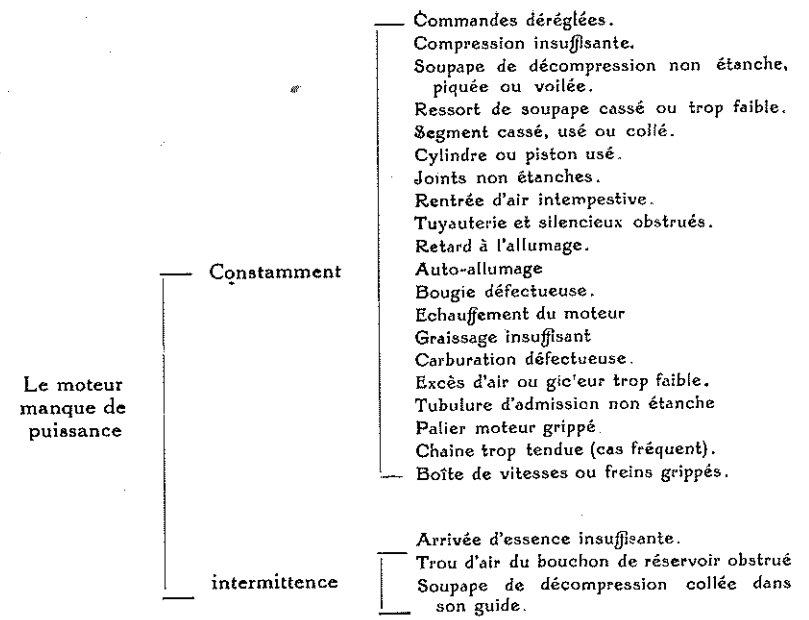 Le moteur
manque de
puissance
Constamment
Commandes déréglées.
Compression insuffisante.
Soupape de décompression non étanche,
piquée ou voilée.
Ressort de soupape cassé ou trop faible.
Segment cassé, usé ou collé.
Cylindre ou piston usé.
Joints non étanches.
Rentrée d'air intempestive.
Tuyauterie et silencieux obstrués.
Retard à l'allumage.
Auto-allumage
Bougie défectueuse.
Echauffement du moteur
Graissage insuffisant
Carburation défectueuse.
Excès d'air ou gic'eur trop faible.
Tubulure d'admission non étanche
Palier moteur grippé
Chaine trop tendue (cas fréquent).
Boîte de vitesses ou freins grippés.
intermittence
Arrivée d'essence insuffisante.
Trou d'air du bouchon de réservoir obstrué
Soupape de décompression collée dans
son guide.